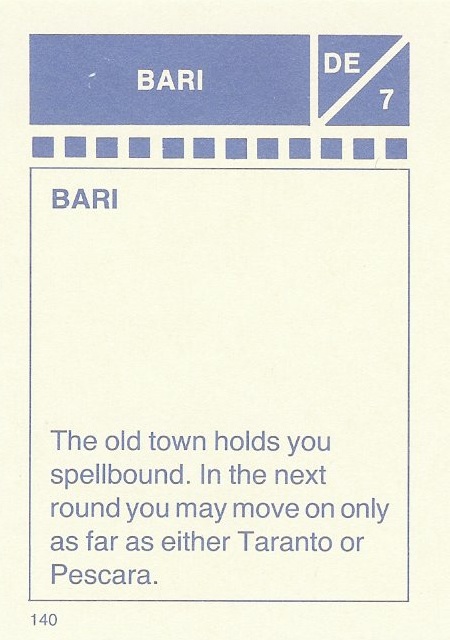 BARI
DE
7
BARI
The old town holds you
spellbound. In the next
round you may move on only
as far as either Taranto or
Pescara.
140